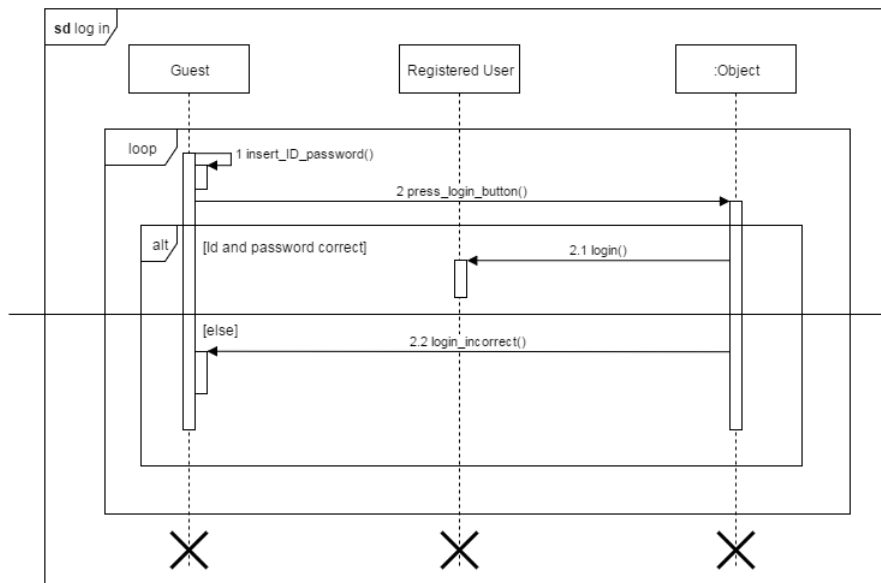 sd log in
Guest
Registered User
:Object
loop
1 insert_ID_password()
2 press_login_button()
alt
[Id and password correct]
2.1 login()
[else]
2.2 login_incorrect()